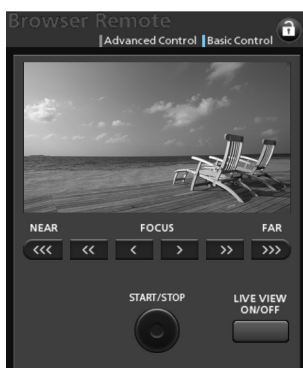 Browser Remote
Advanced Control Basic Control
NEAR FOCUS FAR
<<< << < > >> >>>
START/STOP LIVE VIEW
ON/OFF